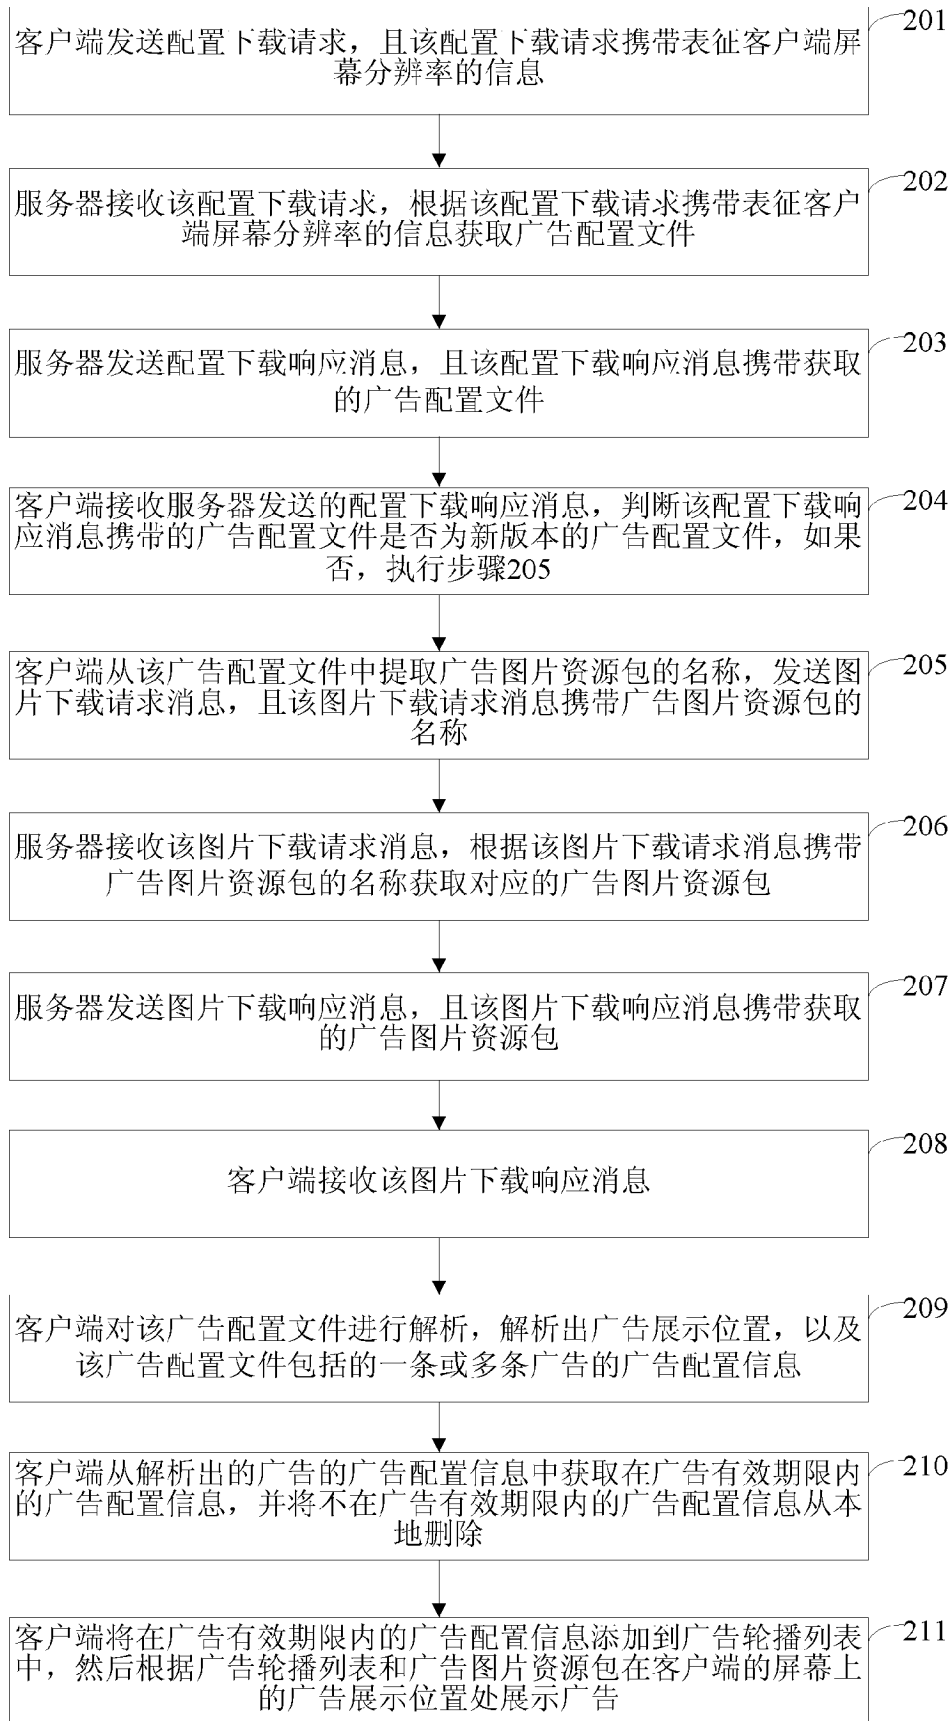 201
客户端发送配置下载请求，且该配置下载请求携带表征客户端屏
幕分辨率的信息
202
服务器接收该配置下载请求，根据该配置下载请求携带表征客户
端屏幕分辨率的信息获取广告配置文件
203
服务器发送配置下载响应消息，且该配置下载响应消息携带获取
的广告配置文件
204
客户端接收服务器发送的配置下载响应消息，判断该配置下载响
应消息携带的广告配置文件是否为新版本的广告配置文件，如果
否，执行步骤205
205
客户端从该广告配置文件中提取广告图片资源包的名称，发送图
片下载请求消息，且该图片下载请求消息携带广告图片资源包的
名称
206
服务器接收该图片下载请求消息，根据该图片下载请求消息携带
广告图片资源包的名称获取对应的广告图片资源包
207
服务器发送图片下载响应消息，且该图片下载响应消息携带获取
的广告图片资源包
208
客户端接收该图片下载响应消息
209
客户端对该广告配置文件进行解析，解析出广告展示位置，以及
该广告配置文件包括的一条或多条广告的广告配置信息
210
客户端从解析出的广告的广告配置信息中获取在广告有效期限内
的广告配置信息，并将不在广告有效期限内的广告配置信息从本
地删除
211
客户端将在广告有效期限内的广告配置信息添加到广告轮播列表
中，然后根据广告轮播列表和广告图片资源包在客户端的屏幕上
的广告展示位置处展示广告